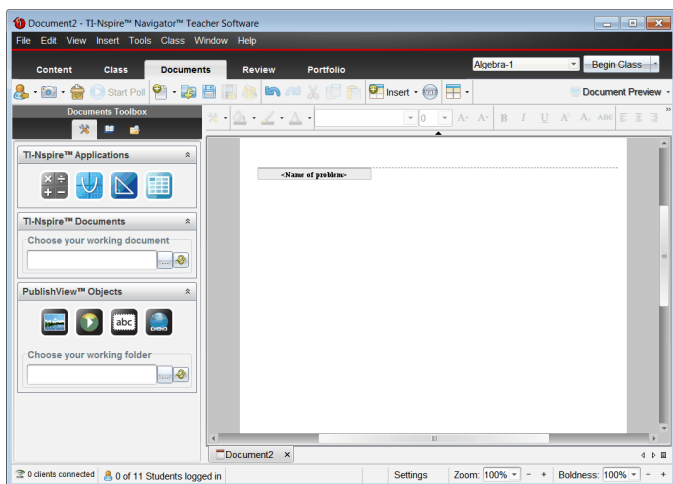 Document2 - TI-Nspire™ Navigator™ Teacher Software
File Edit View Insert Tools Class Window Help
Content Class Documents Review Portfolio Algebra-1 Begin Class
Start Poll Insert Document Preview
Documents Toolbox
0 A+ A- B I U A ABC
TI-Nspire™ Applications
<Name of problem>
TI-Nspire™ Documents
Choose your working document
...
PublishView™ Objects
abc
Choose your working folder
...
Document2
0 clients connected 0 of 11 Students logged in Settings Zoom: 100% - + Boldness: 100% - +